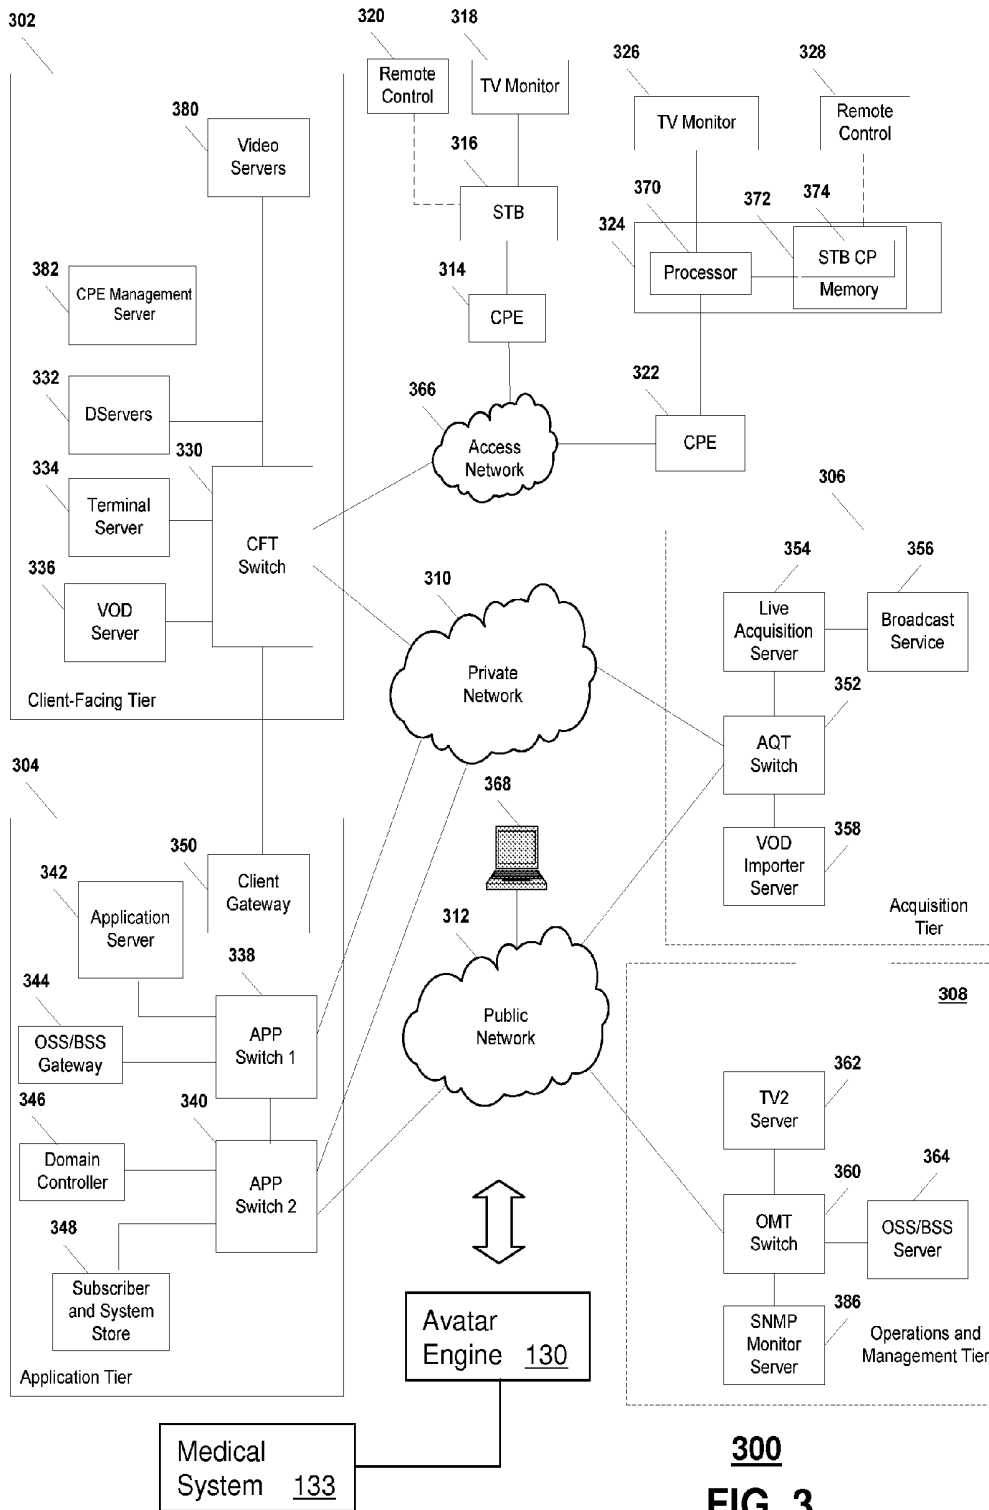 302
320
318
326
328
Remote
Control
TV Monitor
TV Monitor
Remote
Control
380
Video
Servers
316
STB
370
372
374
324
Processor
STB CP
Memory
382
CPE Management
Server
314
CPE
332
DServers
366
322
Access
Network
CPE
330
334
Terminal
Server
CFT
Switch
306
336
VOD
Server
310
354
356
Live
Acquisition
Server
Broadcast
Service
Private
Network
352
Client-Facing Tier
AQT
Switch
304
368
350
342
Client
Gateway
358
VOD
Importer
Server
Application
Server
312
Acquisition
Tier
338
344
308
OSS/BSS
Gateway
APP
Switch 1
Public
Network
362
TV2
Server
346
340
Domain
Controller
APP
Switch 2
360
364
348
OMT
Switch
OSS/BSS
Server
Subscriber
and System
Store
386
SNMP
Monitor
Server
Operations and
Management Tier
Avatar
Engine 130
Application Tier
Medical
System 133
300
FIG. 3